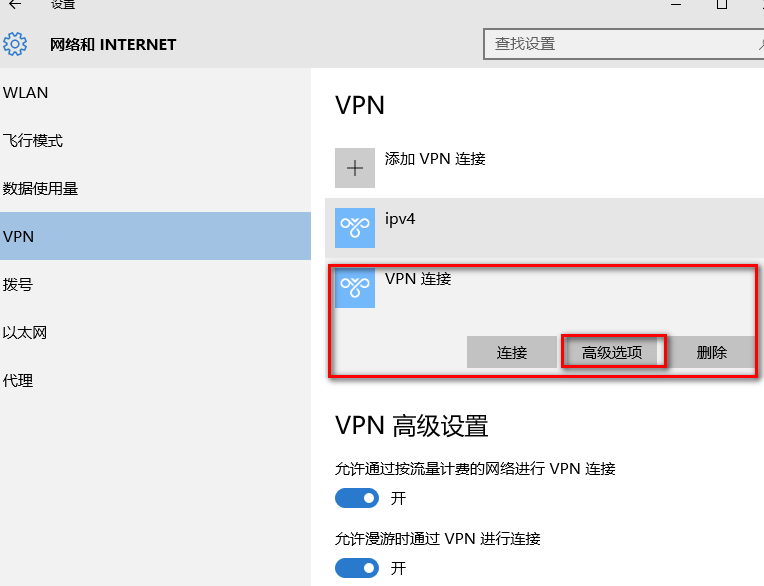 设置
网络和 INTERNET
查找设置
WLAN
飞行模式
数据使用量
VPN
拨号
以太网
代理
VPN
添加 VPN 连接
ipv4
VPN 连接
连接 高级选项 删除
VPN 高级设置
允许通过按流量计费的网络进行 VPN 连接
开
允许漫游时通过 VPN 进行连接
开